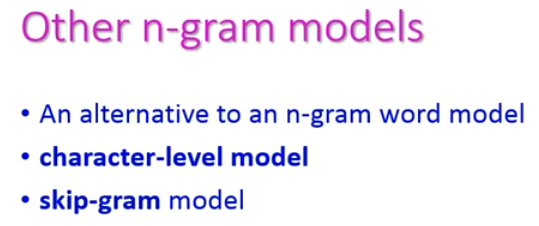 Other n-gram models
• An alternative to an n-gram word model
• character-level model
• skip-gram model